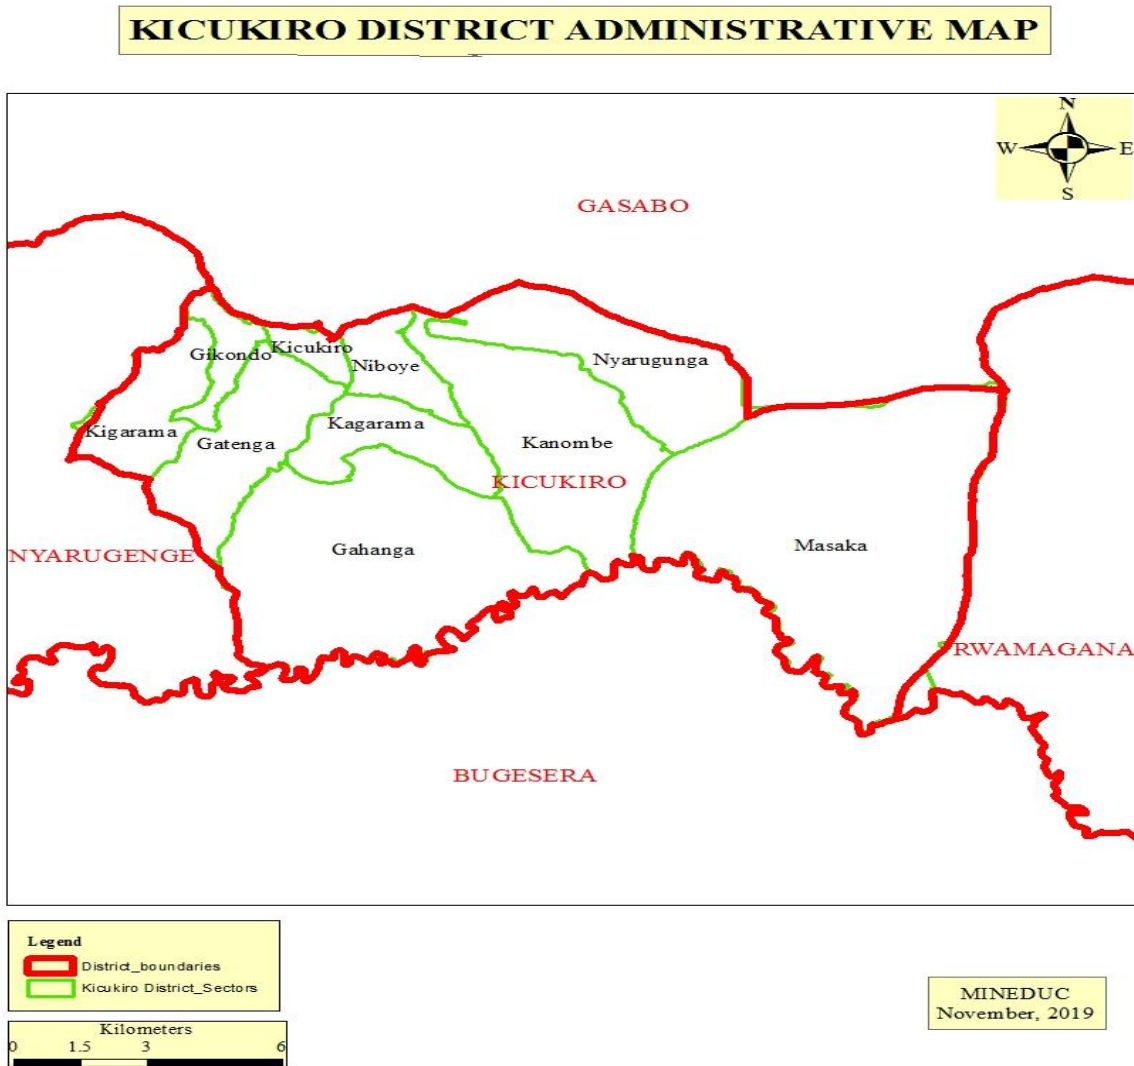 KICUKIRO DISTRICT ADMINISTRATIVE MAP
N
W E
S
GASABO
Gikondo
Kicukiro
Niboye
Nyarugunga
Kigarama
Gatenga
Kagarama
Kanombe
KICUKIRO
NYARUGENGE
Gahanga
Masaka
RWAMAGANA
BUGESERA
Legend
District_boundaries
Kicukiro District_Sectors
Kilometers
0 1.5 3 6
MINEDUC
November, 2019